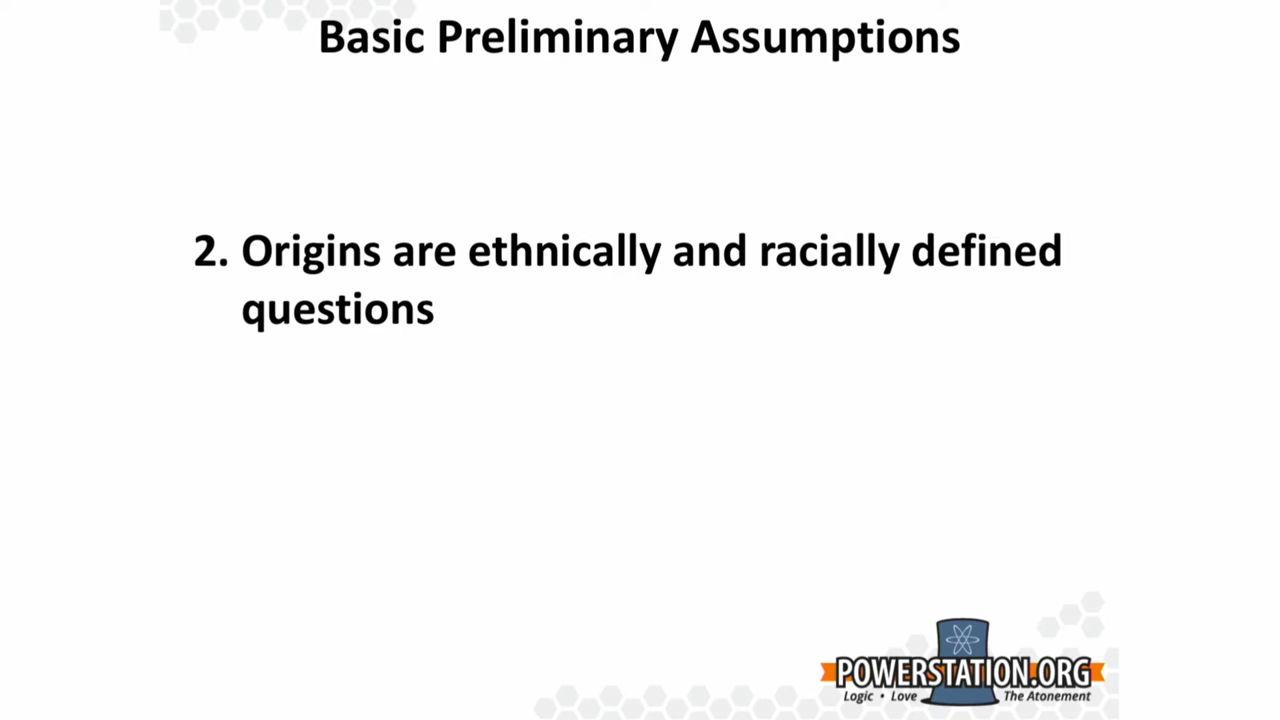 Basic Preliminary Assumptions
2. Origins are ethnically and racially defined
questions
POWERSTATION.ORG
Logic • Love The Atonement